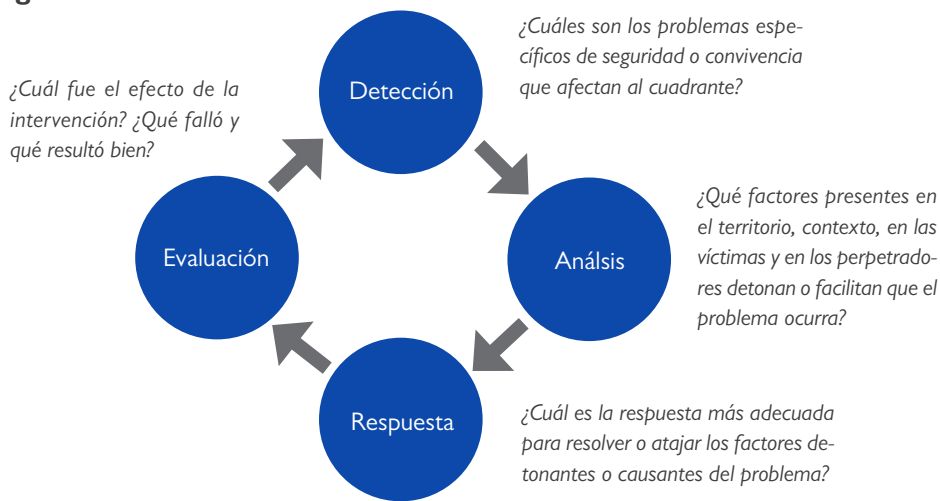 Detección
¿Cuáles son los problemas espe-
cíficos de seguridad o convivencia
que afectan al cuadrante?
Análsis
¿Qué factores presentes en
el territorio, contexto, en las
víctimas y en los perpetrado-
res detonan o facilitan que el
problema ocurra?
Respuesta
¿Cuál es la respuesta más adecuada
para resolver o atajar los factores de-
tonantes o causantes del problema?
Evaluación
¿Cuál fue el efecto de la
intervención? ¿Qué falló y
qué resultó bien?